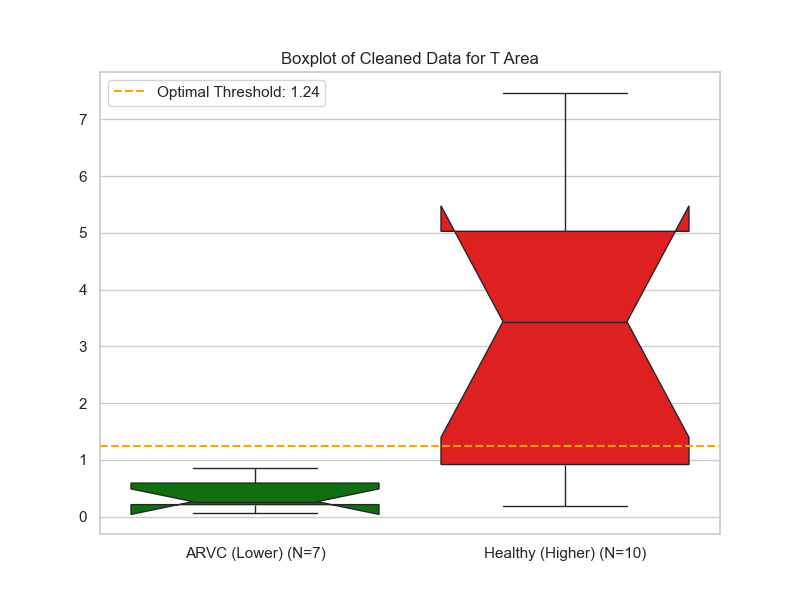 Boxplot of Cleaned Data for T Area
Optimal Threshold: 1.24
7
6
5
4
3
2
1
0
ARVC (Lower) (N=7)
Healthy (Higher) (N=10)